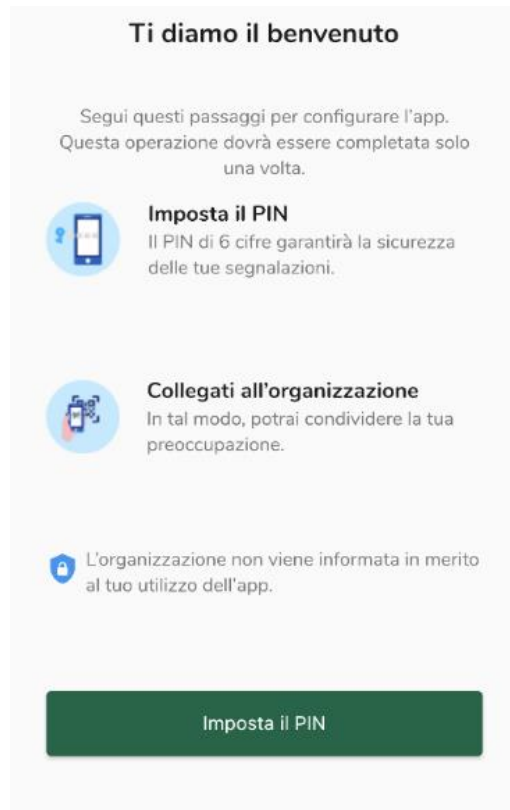 Ti diamo il benvenuto
Segui questi passaggi per configurare l'app.
Questa operazione dovrà essere completata solo
una volta.
Imposta il PIN
Il PIN di 6 cifre garantirà la sicurezza
delle tue segnalazioni.
Collegati all'organizzazione
In tal modo, potrai condividere la tua
preoccupazione.
L'organizzazione non viene informata in merito
al tuo utilizzo dell'app.
Imposta il PIN